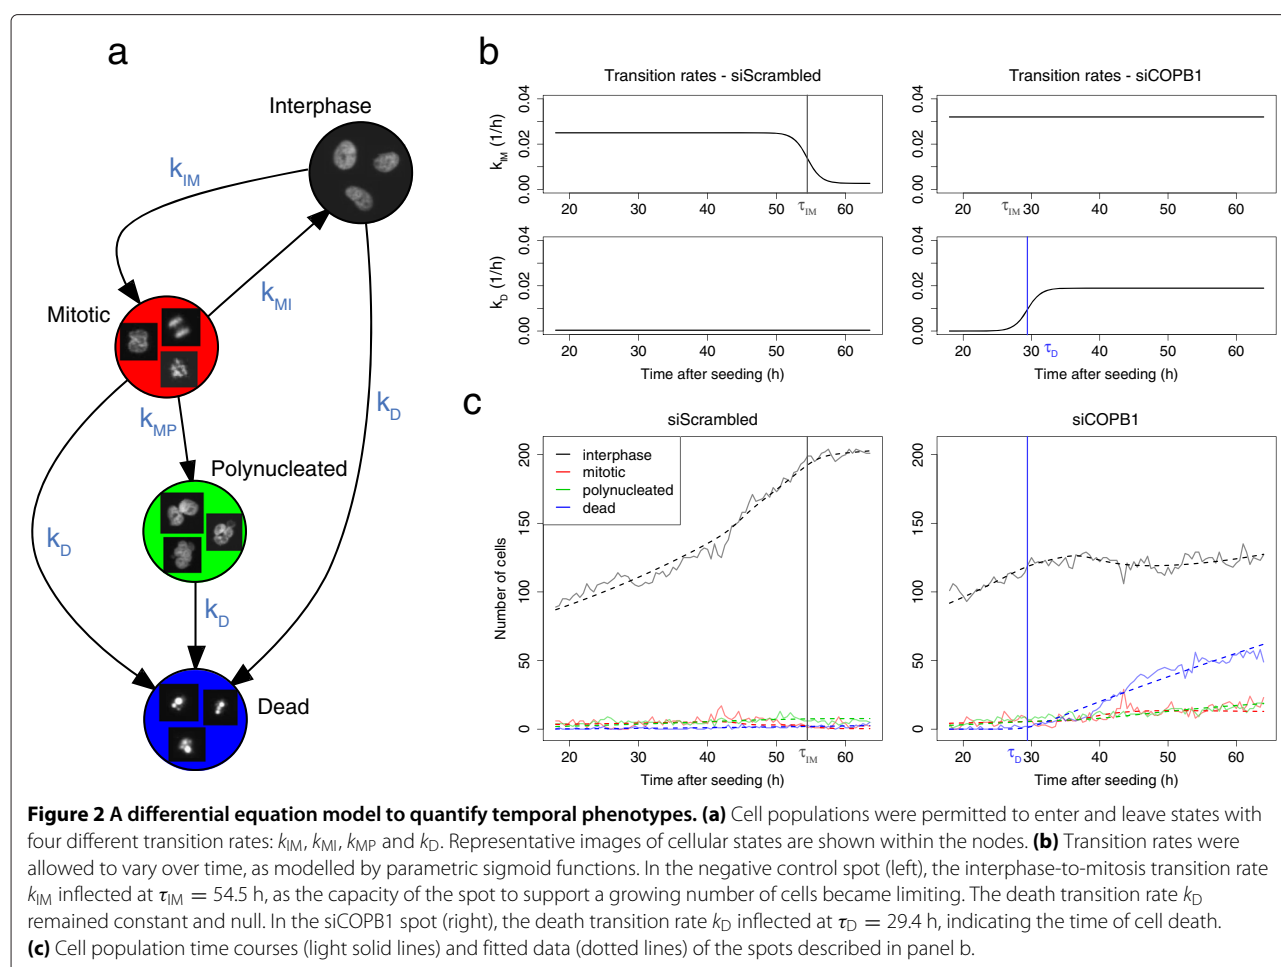 a
Interphase
kIM
kMI
Mitotic
kMP
kD
Polynucleated
kD
kD
Dead
b
Transition rates - siScrambled
Transition rates - siCOPB1
kIM (1/h)
0.00 0.02 0.04
20 30 40 50 τIM 60
0.00 0.02 0.04
20 τIM 30 40 50 60
kD (1/h)
0.00 0.02 0.04
20 30 40 50 60
Time after seeding (h)
0.00 0.02 0.04
20 30 τD 40 50 60
Time after seeding (h)
c
siScrambled
siCOPB1
interphase
mitotic
polynucleated
dead
Number of cells
0 50 100 150 200
20 30 40 50 τIM 60
Time after seeding (h)
0 50 100 150 200
20 τD 30 40 50 60
Time after seeding (h)
Figure 2 A differential equation model to quantify temporal phenotypes. (a) Cell populations were permitted to enter and leave states with
four different transition rates: kIM, kMI, kMP and kD. Representative images of cellular states are shown within the nodes. (b) Transition rates were
allowed to vary over time, as modelled by parametric sigmoid functions. In the negative control spot (left), the interphase-to-mitosis transition rate
kIM inflected at τIM = 54.5 h, as the capacity of the spot to support a growing number of cells became limiting. The death transition rate kD
remained constant and null. In the siCOPB1 spot (right), the death transition rate kD inflected at τD = 29.4 h, indicating the time of cell death.
(c) Cell population time courses (light solid lines) and fitted data (dotted lines) of the spots described in panel b.